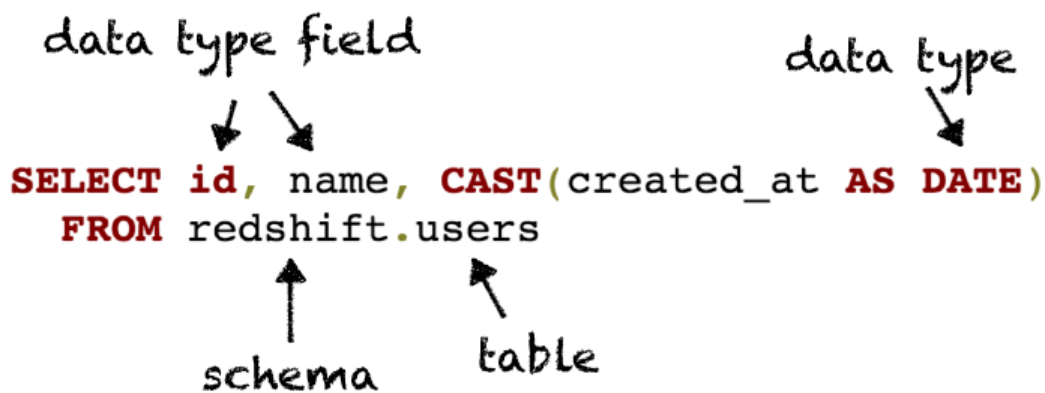 data type field
data type
SELECT id, name, CAST(created_at AS DATE)
FROM redshift.users
schema
table